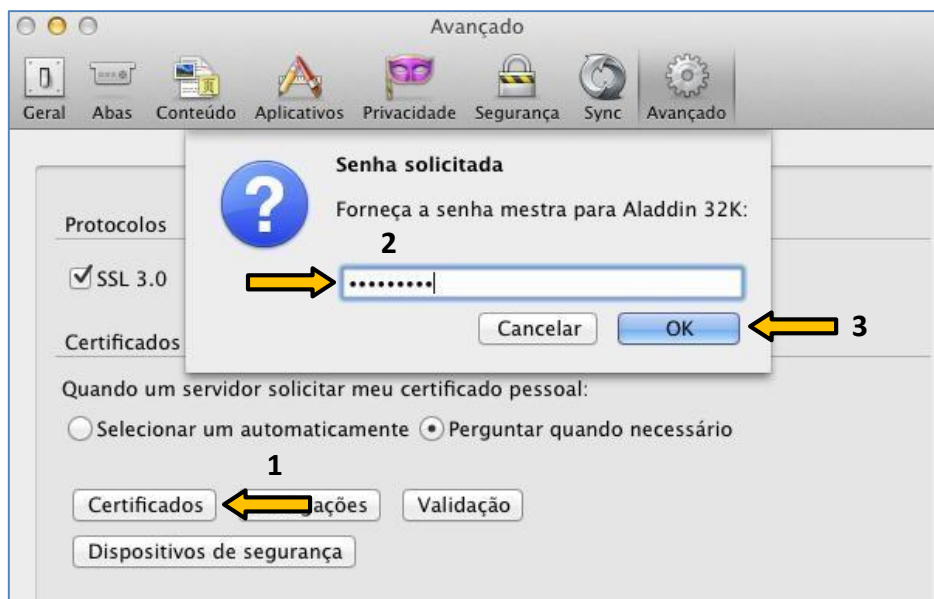 Avançado
Geral Abas Conteúdo Aplicativos Privacidade Segurança Sync Avançado
Senha solicitada
Forneça a senha mestra para Aladdin 32K:
Protocolos
2
SSL 3.0
•••••••••
Cancelar OK 3
Certificados
Quando um servidor solicitar meu certificado pessoal:
Selecionar um automaticamente Perguntar quando necessário
1
Certificados ações Validação
Dispositivos de segurança